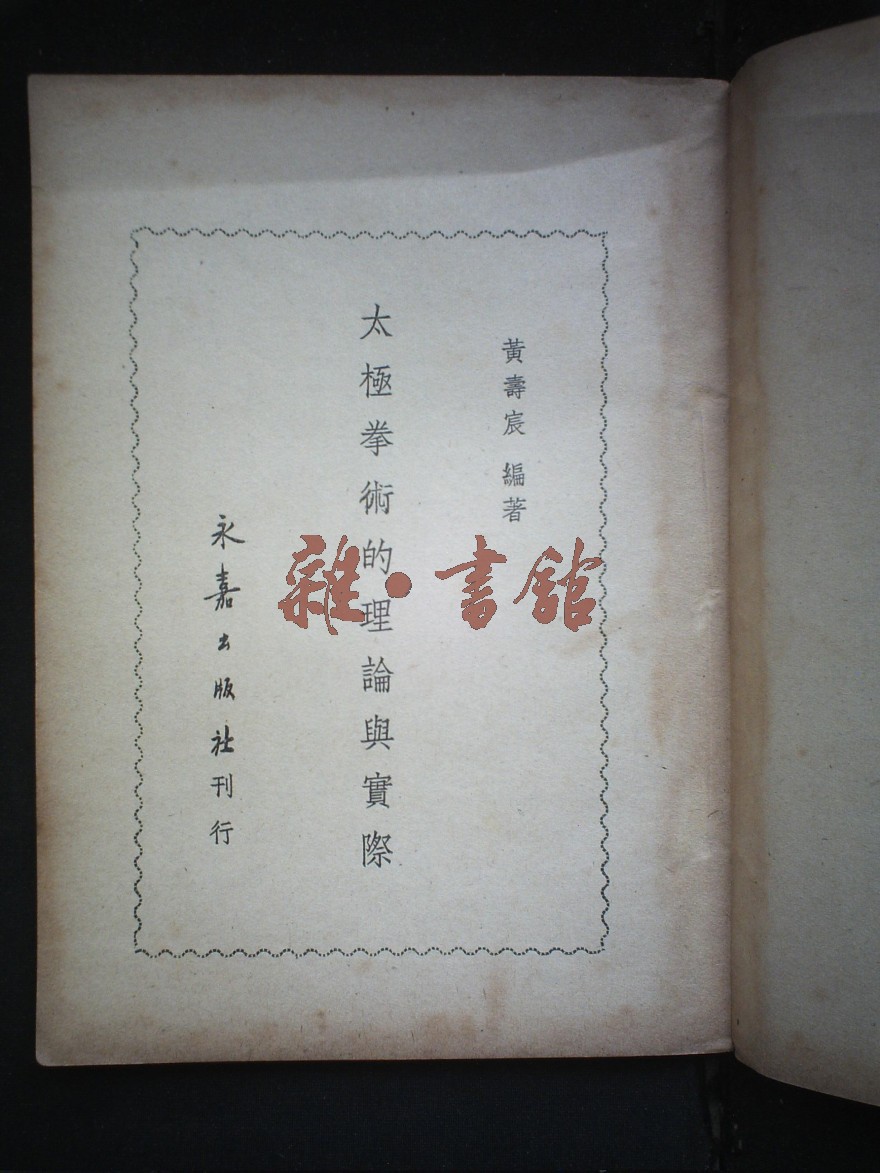 黃壽宸 編著
太極拳術的理論與實際
永嘉出版社刊行
雜·書館